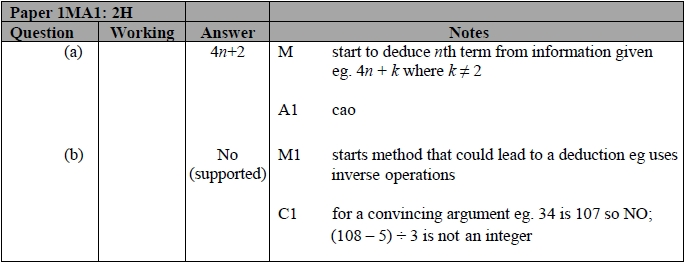 Paper 1MA1: 2H
Question Working Answer Notes
(a) 4n+2 M start to deduce nth term from information given
eg. 4n + k where k ≠ 2
A1 cao
(b) No M1 starts method that could lead to a deduction eg uses
(supported) inverse operations
C1 for a convincing argument eg. 34 is 107 so NO;
(108 – 5) ÷ 3 is not an integer